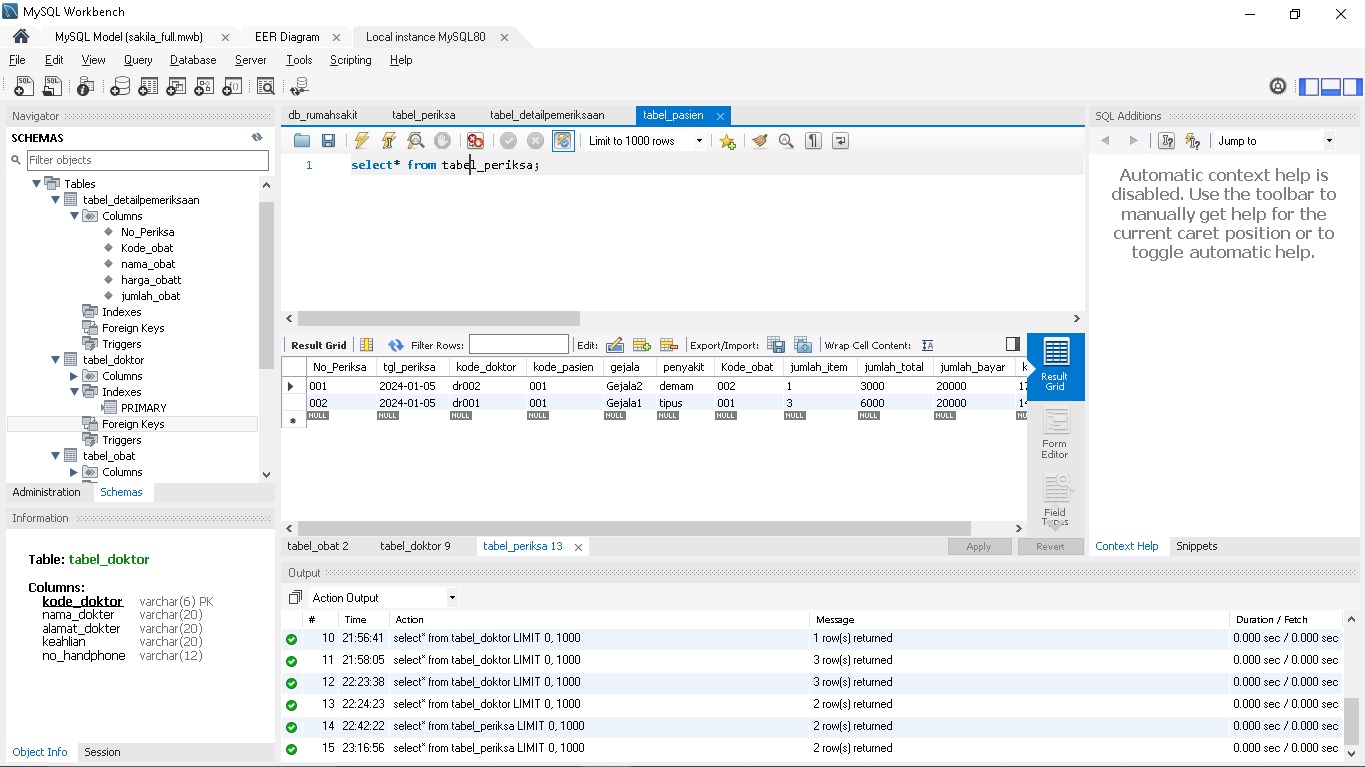 MySQL Workbench
MySQL Model (sakila_full.mwb)
EER Diagram
Local instance MySQL80
File Edit View Query Database Server Tools Scripting Help
Navigator
SCHEMAS
Filter objects
Tables
tabel_detailpemeriksaan
Columns
No_Periksa
Kode_obat
nama_obat
harga_obatt
jumlah_obat
Indexes
Foreign Keys
Triggers
tabel_doktor
Columns
Indexes
PRIMARY
Foreign Keys
Triggers
tabel_obat
Columns
Administration Schemas
Information
Table: tabel_doktor
Columns:
kode_doktor varchar(6) PK
nama_dokter varchar(20)
alamat_dokter varchar(20)
keahlian varchar(20)
no_handphone varchar(12)
Object Info Session
db_rumahsakit tabel_periksa tabel_detailpemeriksaan tabel_pasien
Limit to 1000 rows
1 select* from tabel_periksa;
Result Grid Filter Rows: Edit: Export/Import: Wrap Cell Content: IA
No_Periksa tgl_periksa kode_doktor kode_pasien gejala penyakit Kode_obat jumlah_item jumlah_total jumlah_bayar k
001 2024-01-05 dr002 001 Gejala2 demam 002 1 3000 20000 17
002 2024-01-05 dr001 001 Gejala1 tipus 001 3 6000 20000 14
NULL NULL NULL NULL NULL NULL NULL NULL NULL NULL NU
Result
Grid
Form
Editor
Field
Types
tabel_obat 2 tabel_doktor 9 tabel_periksa 13
Apply Revert
SQL Additions
Jump to
Automatic context help is
disabled. Use the toolbar to
manually get help for the
current caret position or to
toggle automatic help.
Context Help Snippets
Output
Action Output
# Time Action Message Duration / Fetch
10 21:56:41 select* from tabel_doktor LIMIT 0, 1000 1 row(s) returned 0.000 sec / 0.000 sec
11 21:58:05 select* from tabel_doktor LIMIT 0, 1000 3 row(s) returned 0.000 sec / 0.000 sec
12 22:23:38 select* from tabel_doktor LIMIT 0, 1000 3 row(s) returned 0.000 sec / 0.000 sec
13 22:24:23 select* from tabel_doktor LIMIT 0, 1000 2 row(s) returned 0.000 sec / 0.000 sec
14 22:42:22 select* from tabel_periksa LIMIT 0, 1000 2 row(s) returned 0.000 sec / 0.000 sec
15 23:16:56 select* from tabel_periksa LIMIT 0, 1000 2 row(s) returned 0.000 sec / 0.000 sec